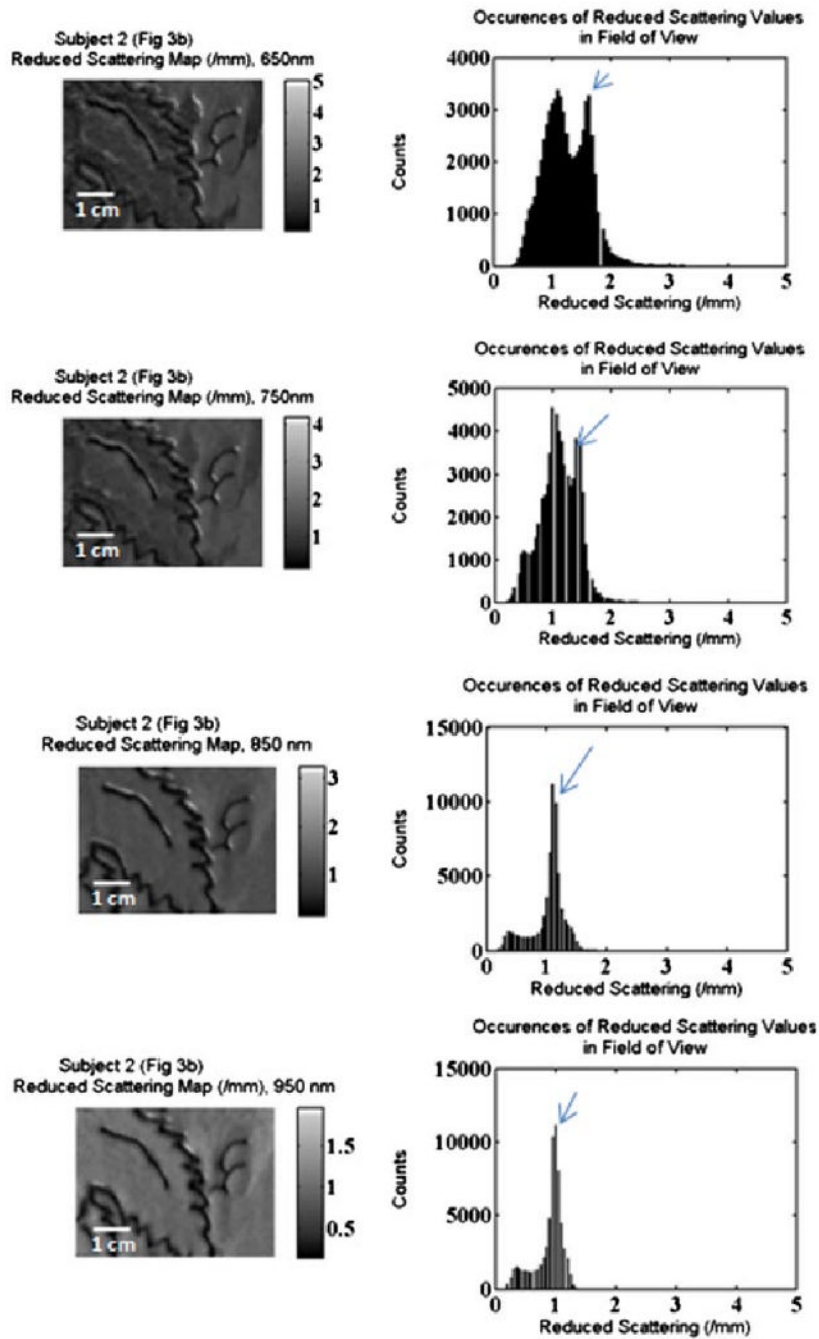 Subject 2 (Fig 3b)
Reduced Scattering Map (/mm), 650nm
5
4
3
2
1
1 cm
Occurences of Reduced Scattering Values
in Field of View
4000
3000
2000
1000
0
Counts
0 1 2 3 4 5
Reduced Scattering (/mm)
Subject 2 (Fig 3b)
Reduced Scattering Map (/mm), 750nm
4
3
2
1
1 cm
Occurences of Reduced Scattering Values
in Field of View
5000
4000
3000
2000
1000
0
Counts
0 1 2 3 4 5
Reduced Scattering (/mm)
Subject 2 (Fig 3b)
Reduced Scattering Map, 850 nm
3
2
1
1 cm
Occurences of Reduced Scattering Values
in Field of View
15000
10000
5000
0
Counts
0 1 2 3 4 5
Reduced Scattering (/mm)
Subject 2 (Fig 3b)
Reduced Scattering Map (/mm), 950 nm
1.5
1
0.5
1 cm
Occurences of Reduced Scattering Values
in Field of View
15000
10000
5000
0
Counts
0 1 2 3 4 5
Reduced Scattering (/mm)